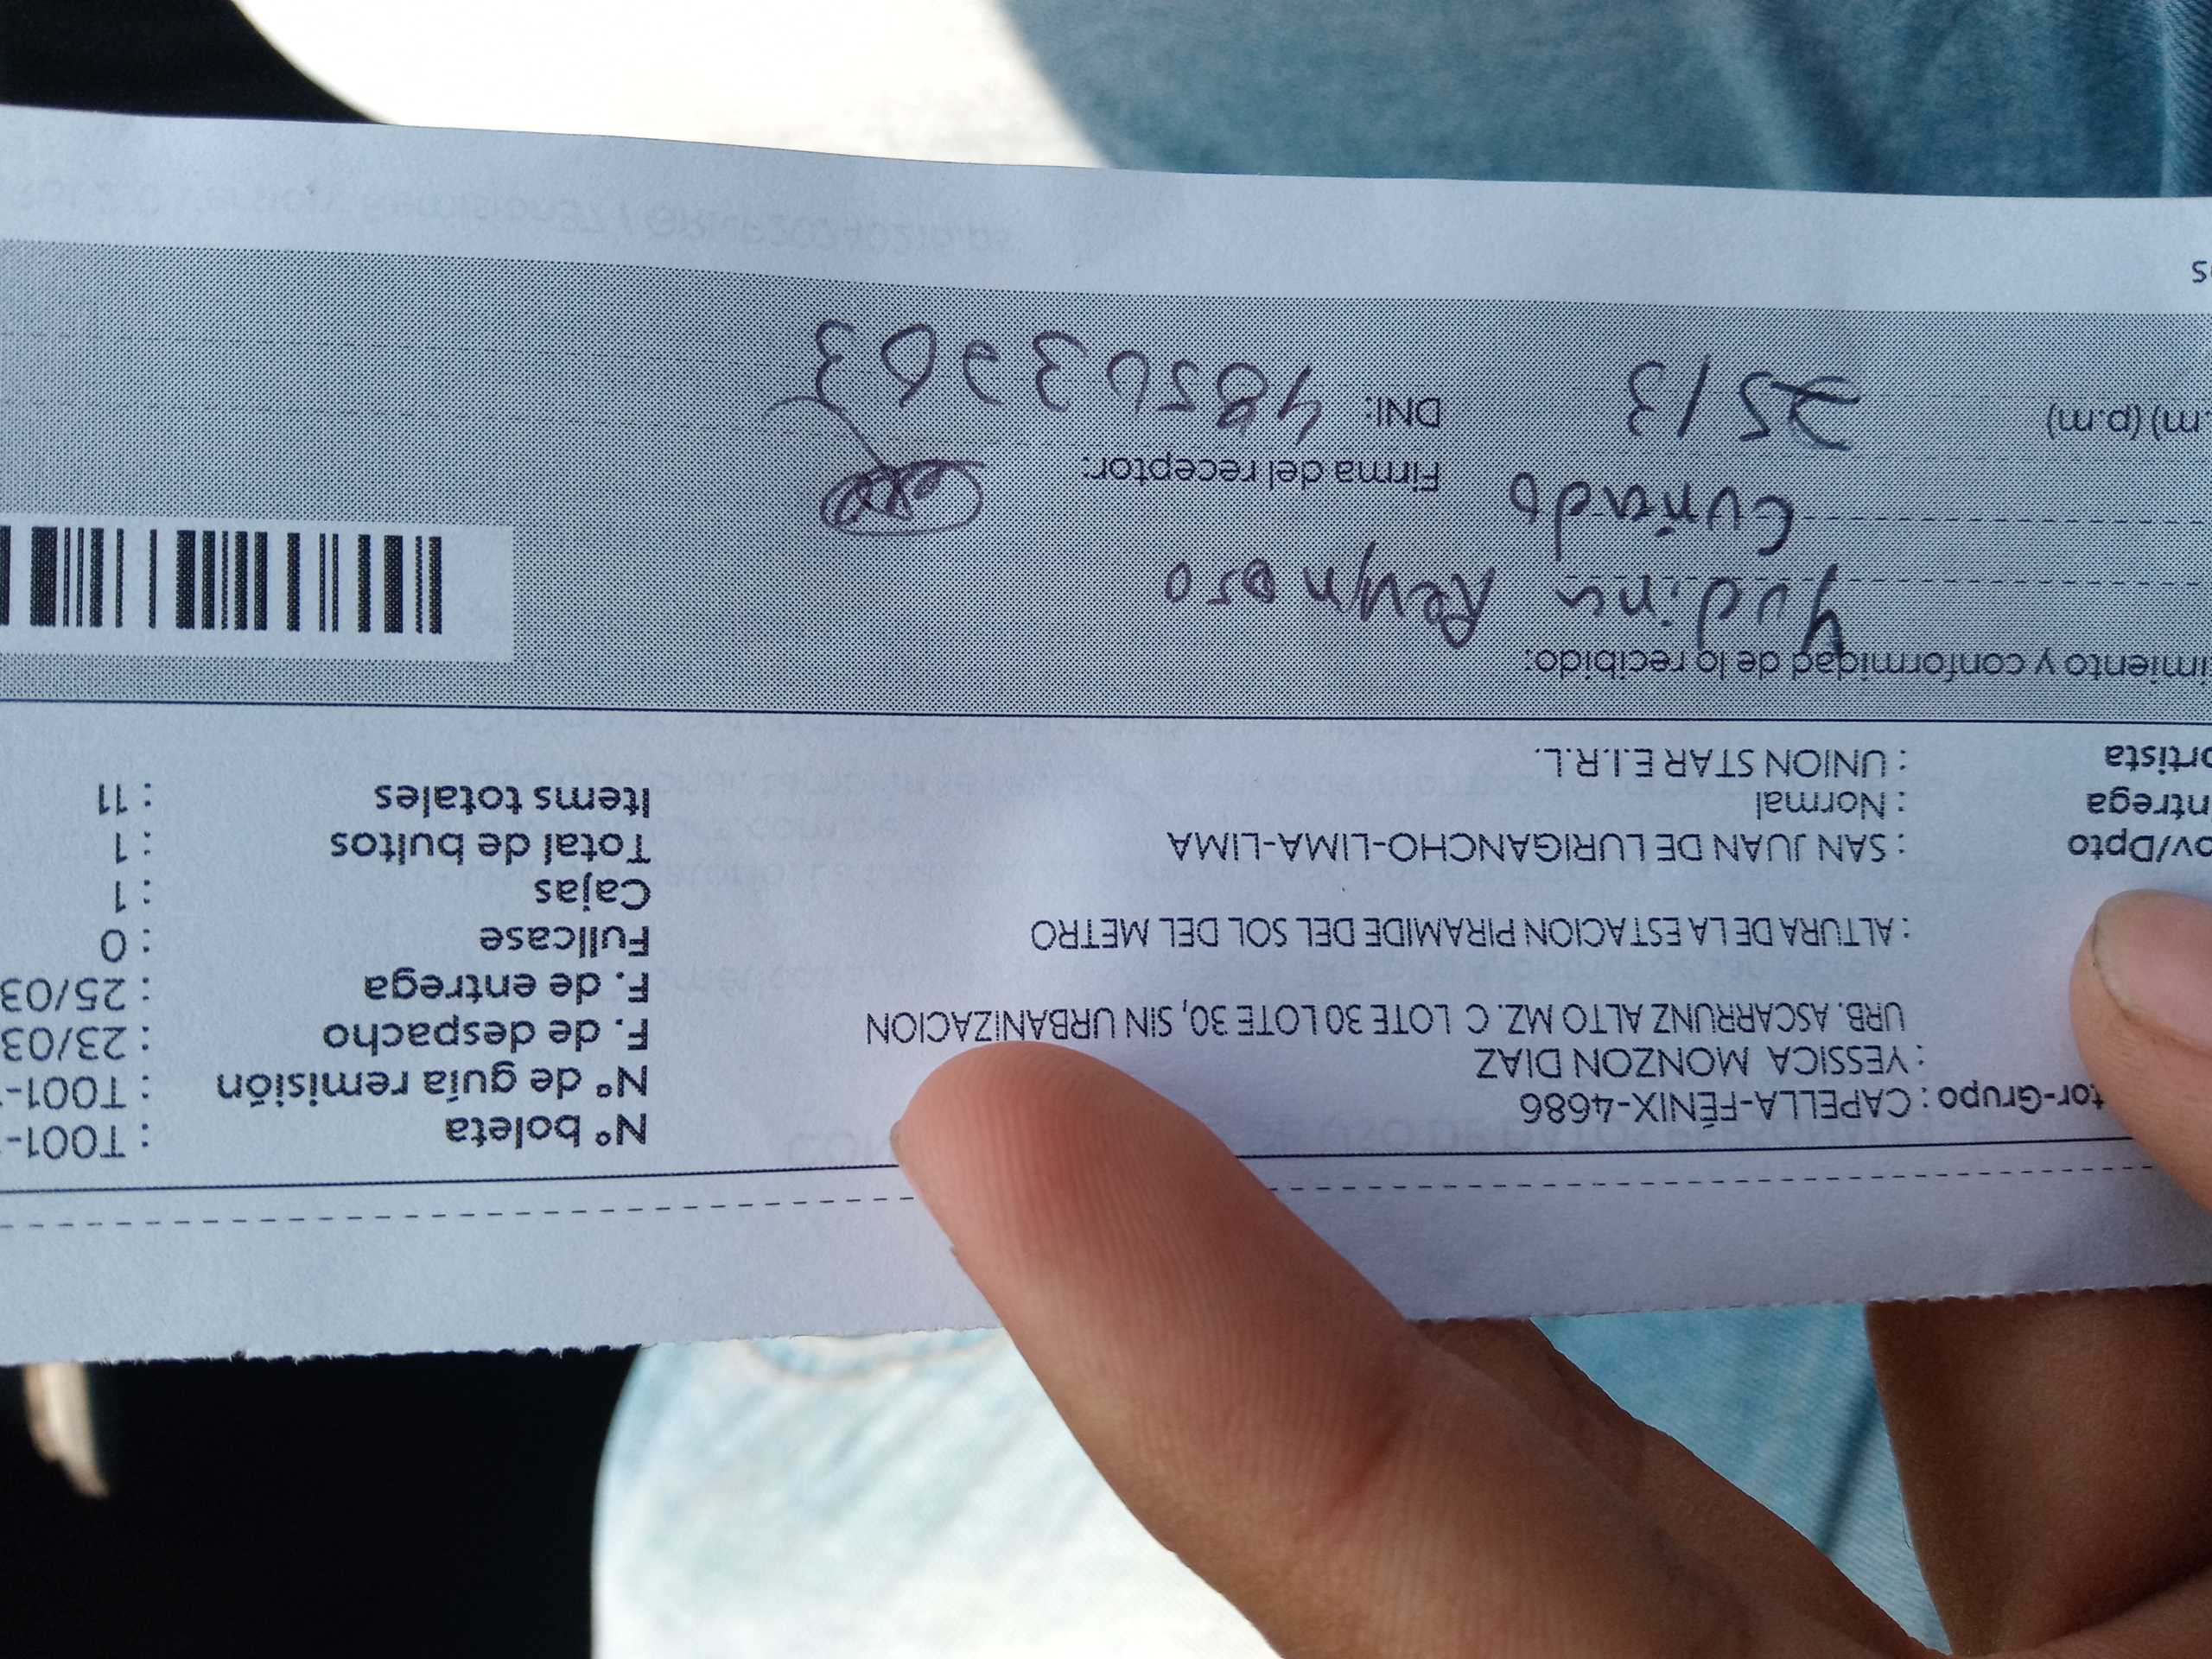 Nº boleta : T001-
Nº de guía remisión : T001-
F. de despacho : 23/03
F. de entrega : 25/03
Fullcase : 0
Cajas : 1
Total de bultos : 1
Items totales : 11
tor-Grupo : CAPELLA-FÉNIX-4686
: YESSICA MONZON DIAZ
URB. ASCARRUNZ ALTO MZ. C LOTE 30 LOTE 30, SIN URBANIZACION
: ALTURA DE LA ESTACION PIRAMIDE DEL SOL DEL METRO
ov/Dpto : SAN JUAN DE LURIGANCHO-LIMA-LIMA
ntrega : Normal
ortista : UNION STAR E.I.R.L.
imiento y conformidad de lo recibido:
Yudina Reynoso
Cuñado
Firma del receptor:
.m) (p.m)
25/3
DNI:
s